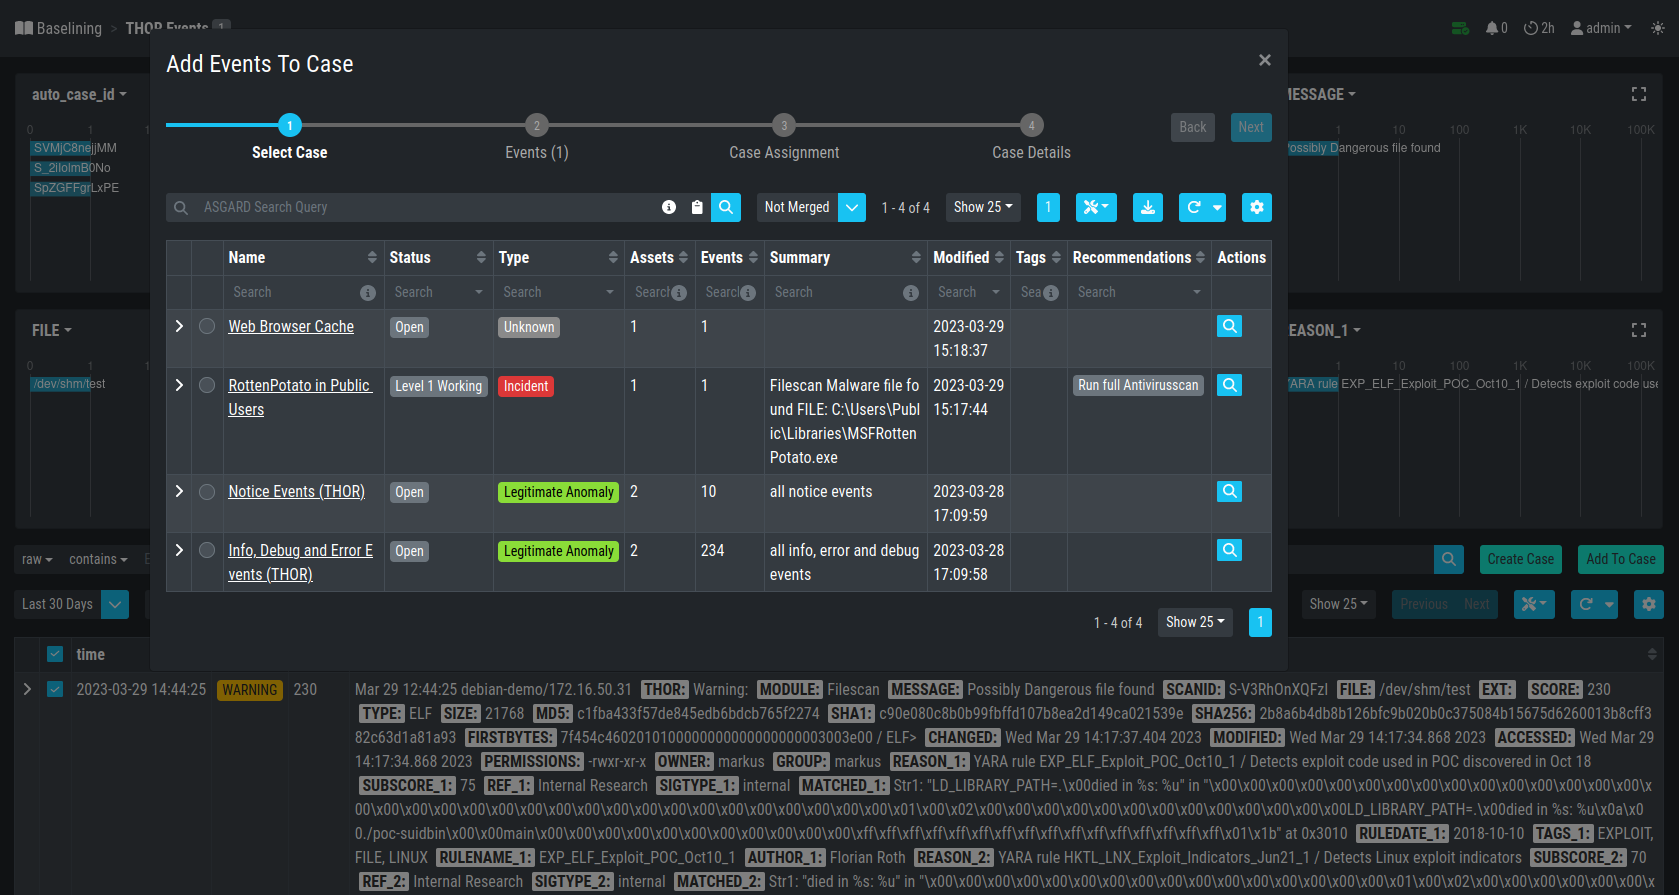 Baselining > THOR Events 1
0 2h admin
Add Events To Case ×
auto_case_id
0 1 1
SVMjC8nejjMM
S_2iIolmB0No
SpZGFFgrLxPE
MESSAGE
1 10 100 1K 10K 100K
Possibly Dangerous file found
1 2 3 4
Select Case Events (1) Case Assignment Case Details
Back Next
ASGARD Search Query
Not Merged 1 - 4 of 4 Show 25 1
Name Status Type Assets Events Summary Modified Tags Recommendations Actions
Search Search Search Search Search Search Search Sea Search
Web Browser Cache Open Unknown 1 1 2023-03-29
15:18:37
RottenPotato in Public Level 1 Working Incident 1 1 Filescan Malware file fo 2023-03-29 Run full Antivirusscan
Users und FILE: C:\Users\Publ 15:17:44
ic\Libraries\MSFRotten
Potato.exe
Notice Events (THOR) Open Legitimate Anomaly 2 10 all notice events 2023-03-28
17:09:59
Info, Debug and Error E Open Legitimate Anomaly 2 234 all info, error and debug 2023-03-28
vents (THOR) events 17:09:58
1 - 4 of 4 Show 25 1
FILE
0 1 1
/dev/shm/test
REASON_1
1 10 100 1K 10K 100K
YARA rule EXP_ELF_Exploit_POC_Oct10_1 / Detects exploit code use
raw contains E
Create Case Add To Case
Last 30 Days
Show 25 Previous Next
time
2023-03-29 14:44:25 WARNING 230
Mar 29 12:44:25 debian-demo/172.16.50.31 THOR: Warning: MODULE: Filescan MESSAGE: Possibly Dangerous file found SCANID: S-V3RhOnXQFzI FILE: /dev/shm/test EXT: SCORE: 230
TYPE: ELF SIZE: 21768 MD5: c1fba433f57de845edb6bdcb765f2274 SHA1: c90e080c8b0b99fbffd107b8ea2d149ca021539e SHA256: 2b8a6b4db8b126bfc9b020b0c375084b15675d6260013b8cff3
82c63d1a81a93 FIRSTBYTES: 7f454c4602010100000000000000000003003e00 / ELF> CHANGED: Wed Mar 29 14:17:37.404 2023 MODIFIED: Wed Mar 29 14:17:34.868 2023 ACCESSED: Wed Mar 29
14:17:34.868 2023 PERMISSIONS: -rwxr-xr-x OWNER: markus GROUP: markus REASON_1: YARA rule EXP_ELF_Exploit_POC_Oct10_1 / Detects exploit code used in POC discovered in Oct 18
SUBSCORE_1: 75 REF_1: Internal Research SIGTYPE_1: internal MATCHED_1: Str1: "LD_LIBRARY_PATH=.\x00died in %s: %u" in "\x00\x00\x00\x00\x00\x00\x00\x00\x00\x00\x00\x00\x00\x00\x0
00\x00\x00\x00\x00\x00\x00\x00\x00\x00\x00\x00\x00\x00\x00\x01\x00\x02\x00\x00\x00\x00\x00\x00\x00\x00\x00\x00\x00\x00\x00\x00LD_LIBRARY_PATH=.\x00died in %s: %u\x0a\x0
0./poc-suidbin\x00\x00main\x00\x00\x00\x00\x00\x00\x00\x00\x00\x00\xff\xff\xff\xff\xff\xff\xff\xff\xff\xff\xff\xff\xff\xff\xff\x01\x1b" at 0x3010 RULEDATE_1: 2018-10-10 TAGS_1: EXPLOIT,
FILE, LINUX RULENAME_1: EXP_ELF_Exploit_POC_Oct10_1 AUTHOR_1: Florian Roth REASON_2: YARA rule HKTL_LNX_Exploit_Indicators_Jun21_1 / Detects Linux exploit indicators SUBSCORE_2: 70
REF_2: Internal Research SIGTYPE_2: internal MATCHED_2: Str1: "died in %s: %u" in "\x00\x00\x00\x00\x00\x00\x00\x00\x00\x00\x00\x00\x00\x00\x00\x01\x00\x02\x00\x00\x00\x00\x00\x00\x